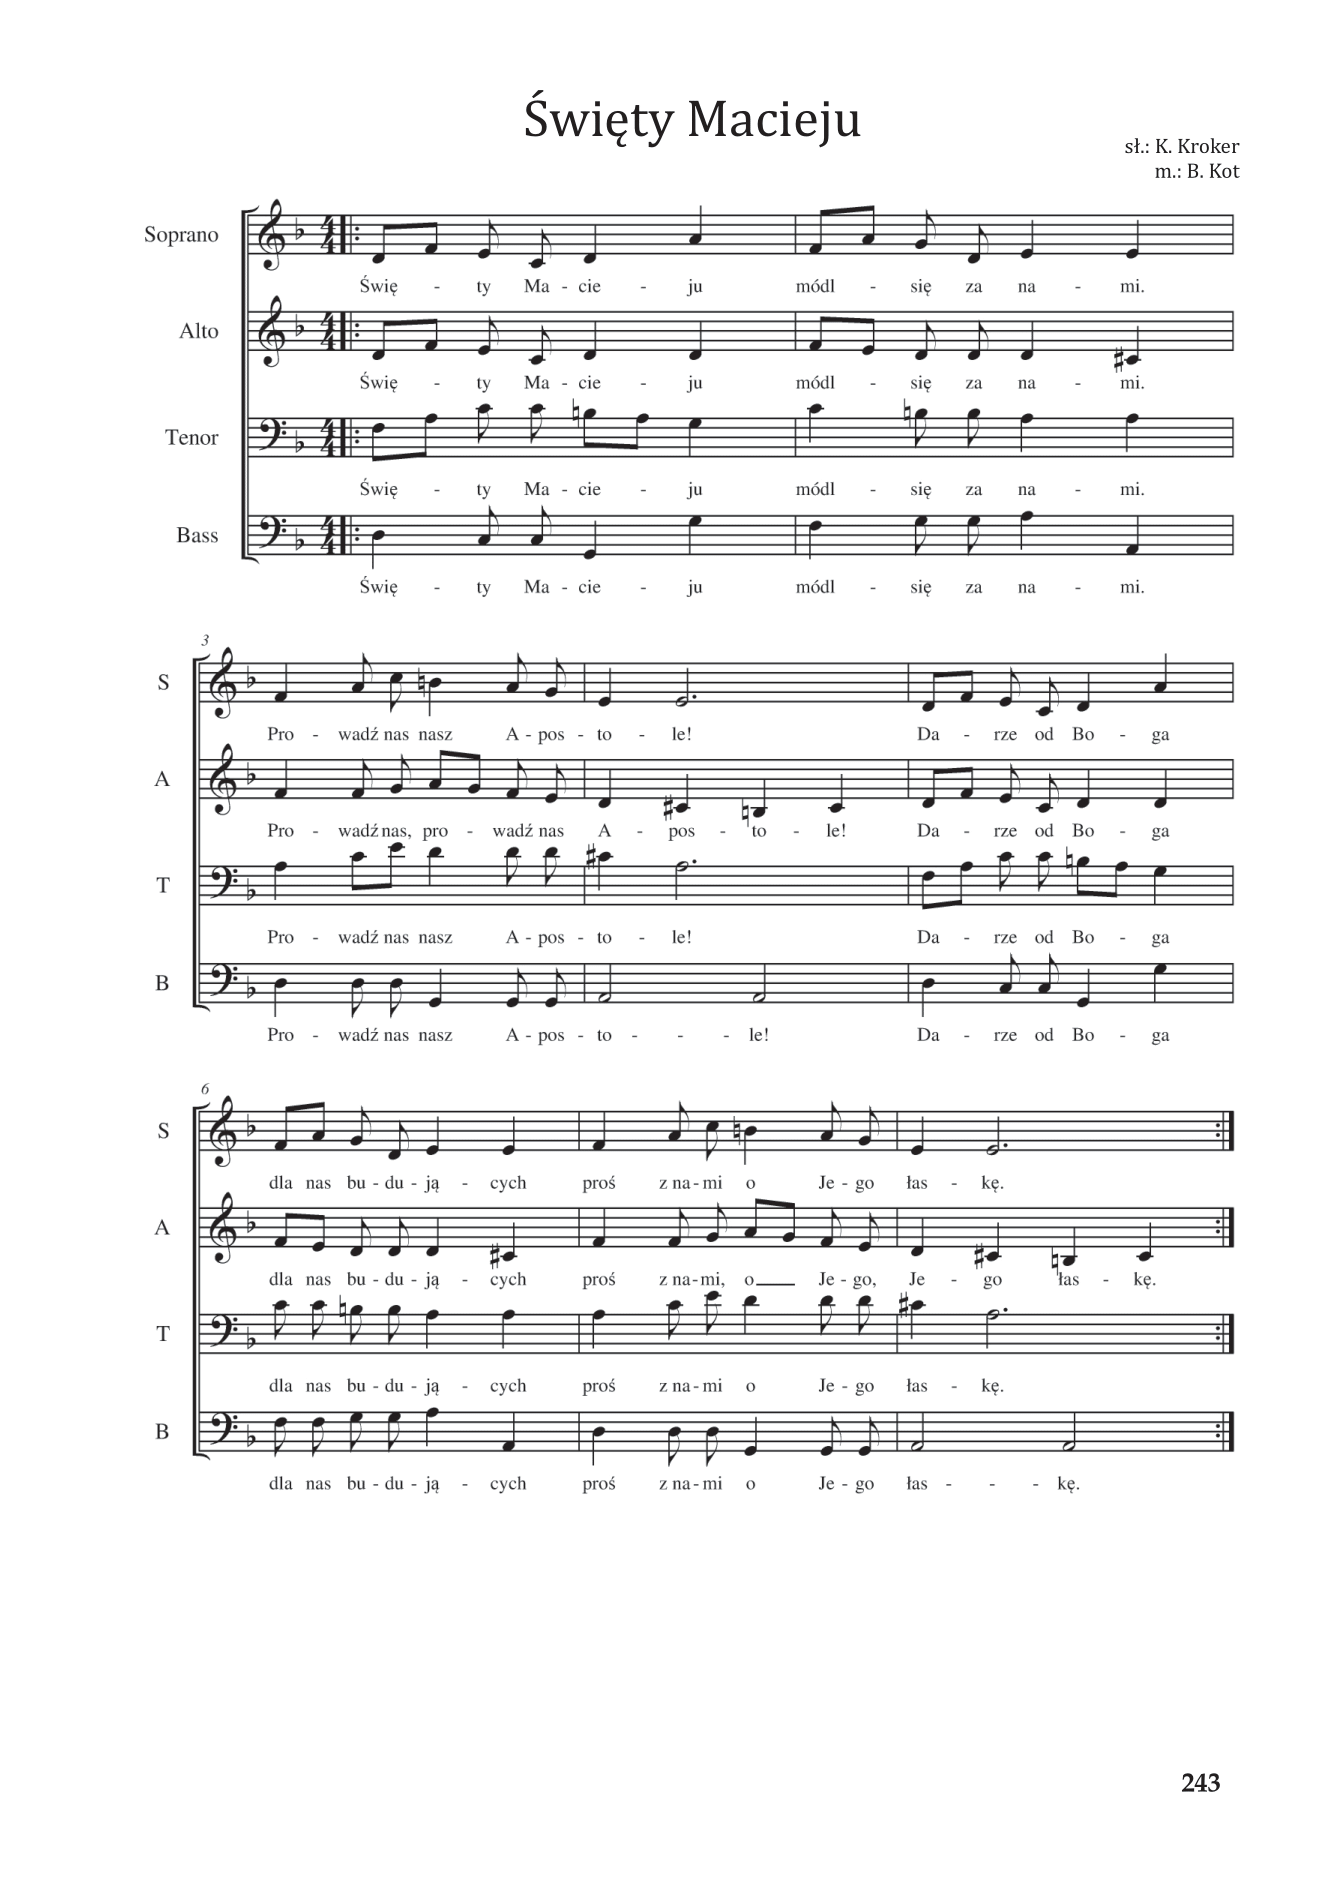 Święty Macieju
sł.: K. Kroker
m.: B. Kot
Soprano
Świę - ty Ma - cie - ju módl - się za na - mi.
Alto
Świę - ty Ma - cie - ju módl - się za na - mi.
Tenor
Świę - ty Ma - cie - ju módl - się za na - mi.
Bass
Świę - ty Ma - cie - ju módl - się za na - mi.
3
S
Pro - wadź nas nasz A - pos - to - le! Da - rze od Bo - ga
A
Pro - wadź nas, pro - wadź nas A - pos - to - le! Da - rze od Bo - ga
T
Pro - wadź nas nasz A - pos - to - le! Da - rze od Bo - ga
B
Pro - wadź nas nasz A - pos - to - - - le! Da - rze od Bo - ga
6
S
dla nas bu - du - ją - cych proś z na - mi o Je - go łas - kę.
A
dla nas bu - du - ją - cych proś z na - mi, o Je - go, Je - go łas - kę.
T
dla nas bu - du - ją - cych proś z na - mi o Je - go łas - kę.
B
dla nas bu - du - ją - cych proś z na - mi o Je - go łas - - - kę.
243